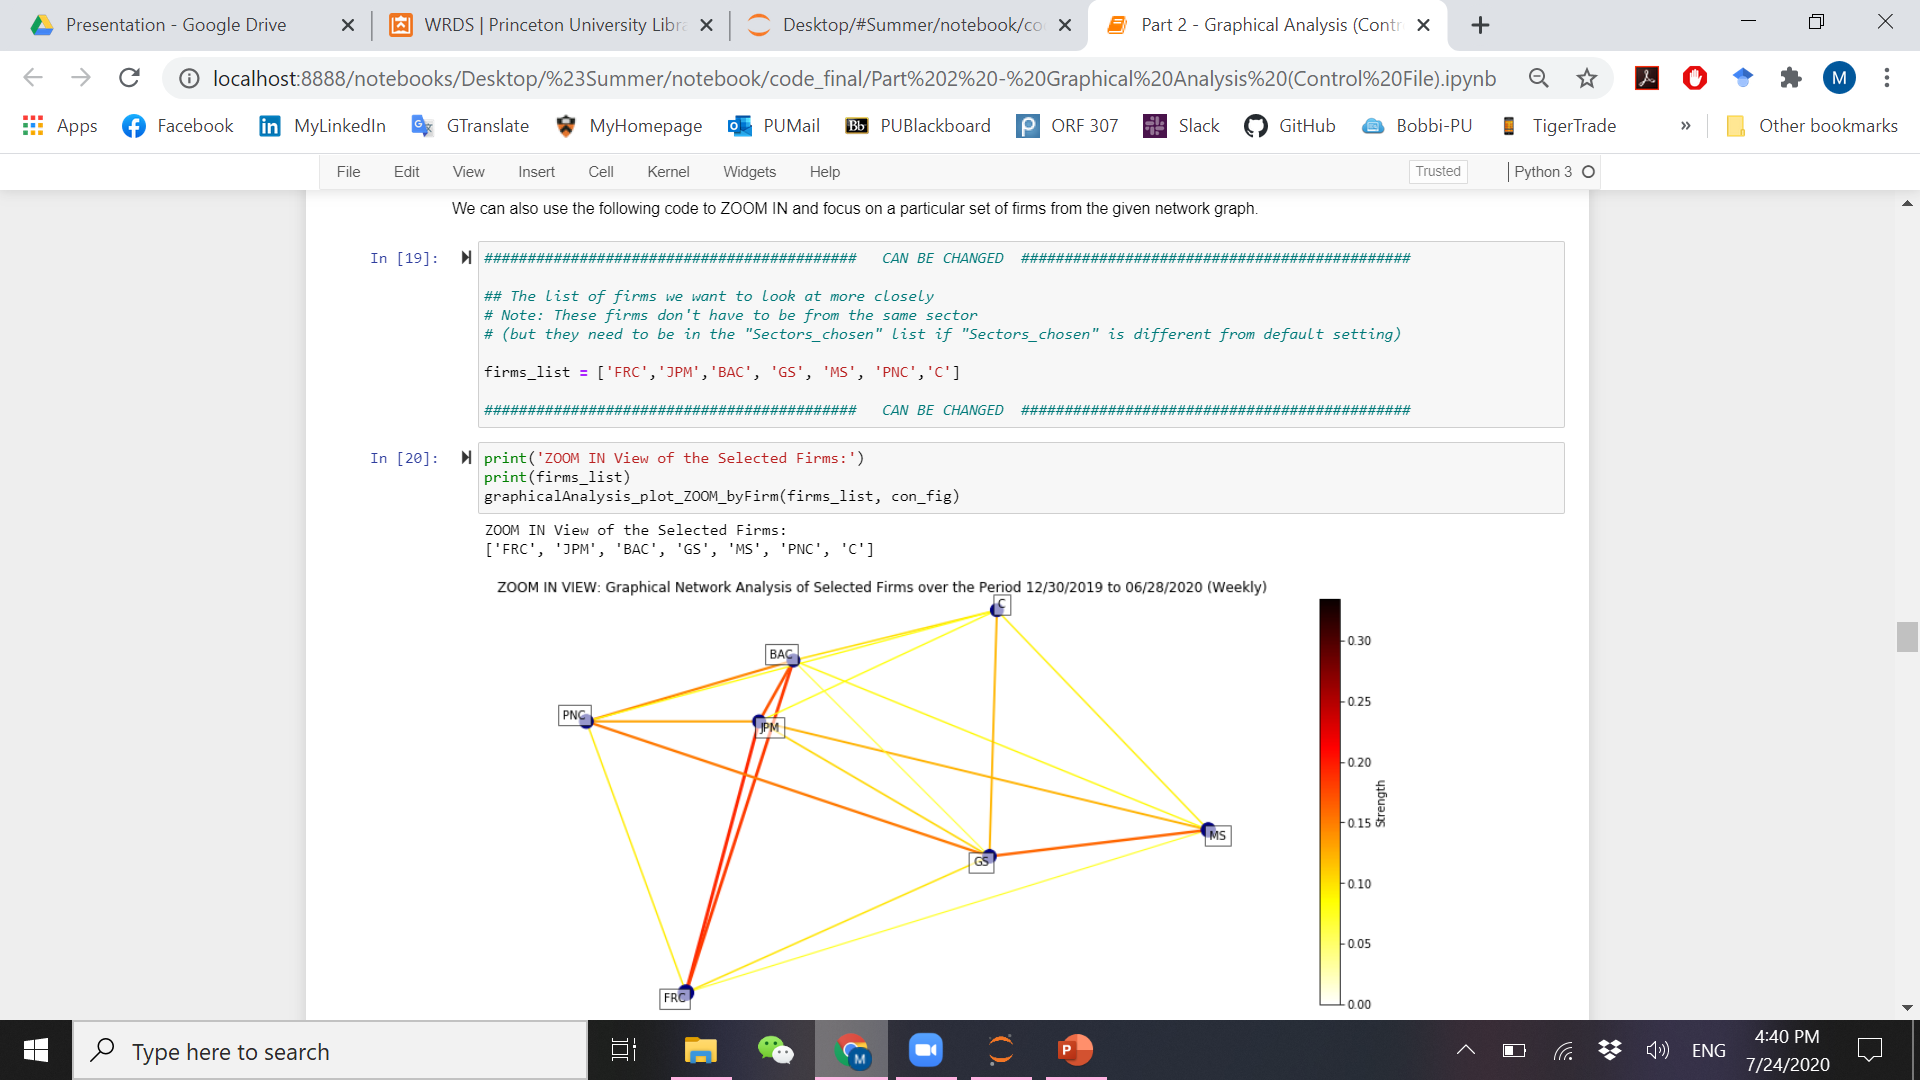 Presentation - Google Drive
WRDS | Princeton University Libra
Desktop/#Summer/notebook/co
Part 2 - Graphical Analysis (Contr
localhost:8888/notebooks/Desktop/%23Summer/notebook/code_final/Part%202%20-%20Graphical%20Analysis%20(Control%20File).ipynb
M
Apps
Facebook
MyLinkedIn
GTranslate
MyHomepage
PUMail
Bb PUBlackboard
ORF 307
Slack
GitHub
Bobbi-PU
TigerTrade
»
Other bookmarks
File Edit View Insert Cell Kernel Widgets Help
Trusted
Python 3
We can also use the following code to ZOOM IN and focus on a particular set of firms from the given network graph.
In [19]:
########################################### CAN BE CHANGED #############################################
## The list of firms we want to look at more closely
# Note: These firms don't have to be from the same sector
# (but they need to be in the "Sectors_chosen" list if "Sectors_chosen" is different from default setting)
firms_list = ['FRC','JPM','BAC', 'GS', 'MS', 'PNC','C']
########################################### CAN BE CHANGED #############################################
In [20]:
print('ZOOM IN View of the Selected Firms:')
print(firms_list)
graphicalAnalysis_plot_ZOOM_byFirm(firms_list, con_fig)
ZOOM IN View of the Selected Firms:
['FRC', 'JPM', 'BAC', 'GS', 'MS', 'PNC', 'C']
ZOOM IN VIEW: Graphical Network Analysis of Selected Firms over the Period 12/30/2019 to 06/28/2020 (Weekly)
C
BAC
PNC
JPM
MS
GS
FRC
0.30
0.25
0.20
0.15
0.10
0.05
0.00
Strength
Type here to search
M
P
ENG
4:40 PM
7/24/2020